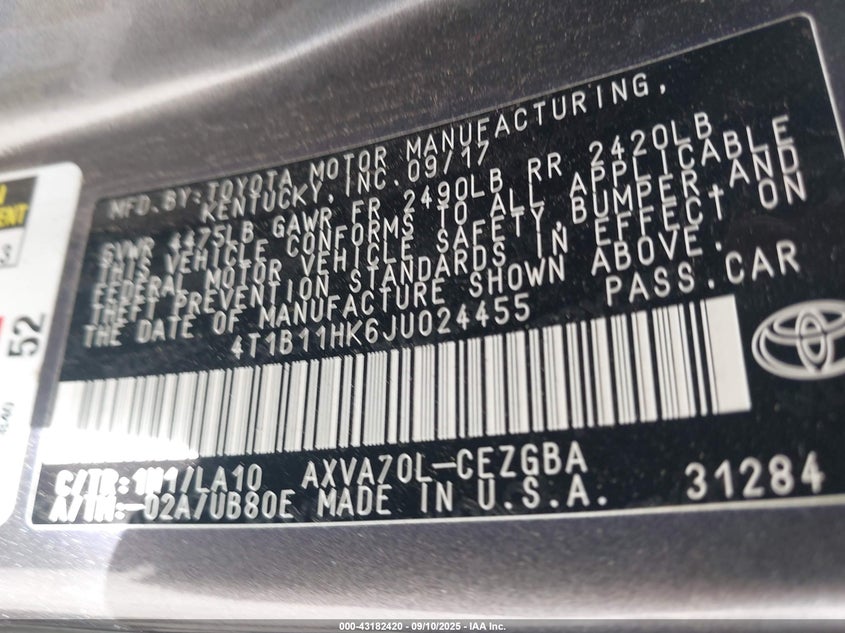 MFD.BY:TOYOTA MOTOR MANUFACTURING,
KENTUCKY, INC. 09/17
GVWR 4475LB GAWR FR 2490LB RR 2420LB
THIS VEHICLE CONFORMS TO ALL APPLICABLE
FEDERAL MOTOR VEHICLE SAFETY,BUMPER,AND
THEFT PREVENTION STANDARDS IN EFFECT ON
THE DATE OF MANUFACTURE SHOWN ABOVE.
4T1B11HK6JU024455 PASS.CAR
C/TR:1H1/LA10 AXVA70L-CEZGBA
A/TM:-02A/UB80E MADE IN U.S.A. 31284
52
3
000-43182420 - 09/10/2025 - IAA Inc.